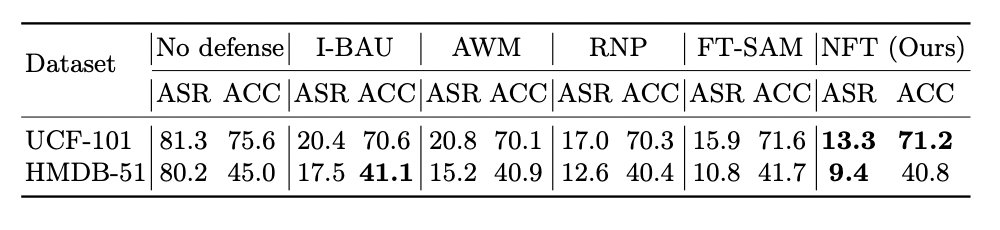 Dataset No defense I-BAU AWM RNP FT-SAM NFT (Ours)
ASR ACC ASR ACC ASR ACC ASR ACC ASR ACC ASR ACC
UCF-101 81.3 75.6 20.4 70.6 20.8 70.1 17.0 70.3 15.9 71.6 13.3 71.2
HMDB-51 80.2 45.0 17.5 41.1 15.2 40.9 12.6 40.4 10.8 41.7 9.4 40.8